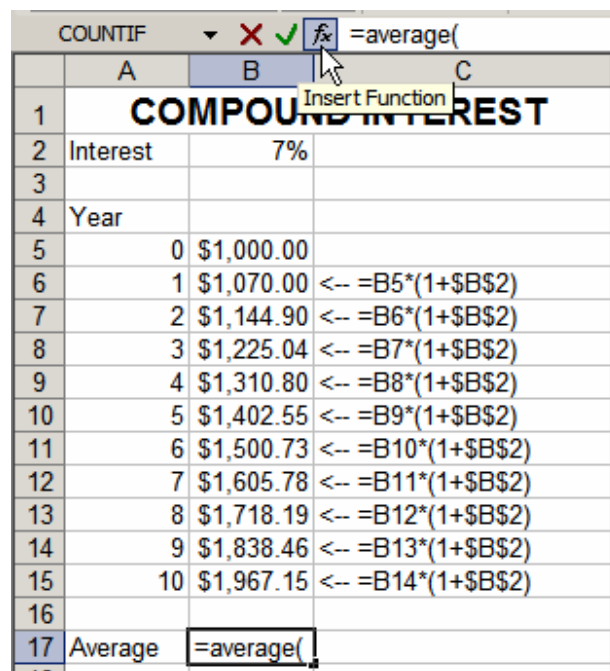 COUNTIF fx =average(
A B C
Insert Function
1 COMPOUND INTEREST
2 Interest 7%
3
4 Year
5 0 $1,000.00
6 1 $1,070.00 <-- =B5*(1+$B$2)
7 2 $1,144.90 <-- =B6*(1+$B$2)
8 3 $1,225.04 <-- =B7*(1+$B$2)
9 4 $1,310.80 <-- =B8*(1+$B$2)
10 5 $1,402.55 <-- =B9*(1+$B$2)
11 6 $1,500.73 <-- =B10*(1+$B$2)
12 7 $1,605.78 <-- =B11*(1+$B$2)
13 8 $1,718.19 <-- =B12*(1+$B$2)
14 9 $1,838.46 <-- =B13*(1+$B$2)
15 10 $1,967.15 <-- =B14*(1+$B$2)
16
17 Average =average(